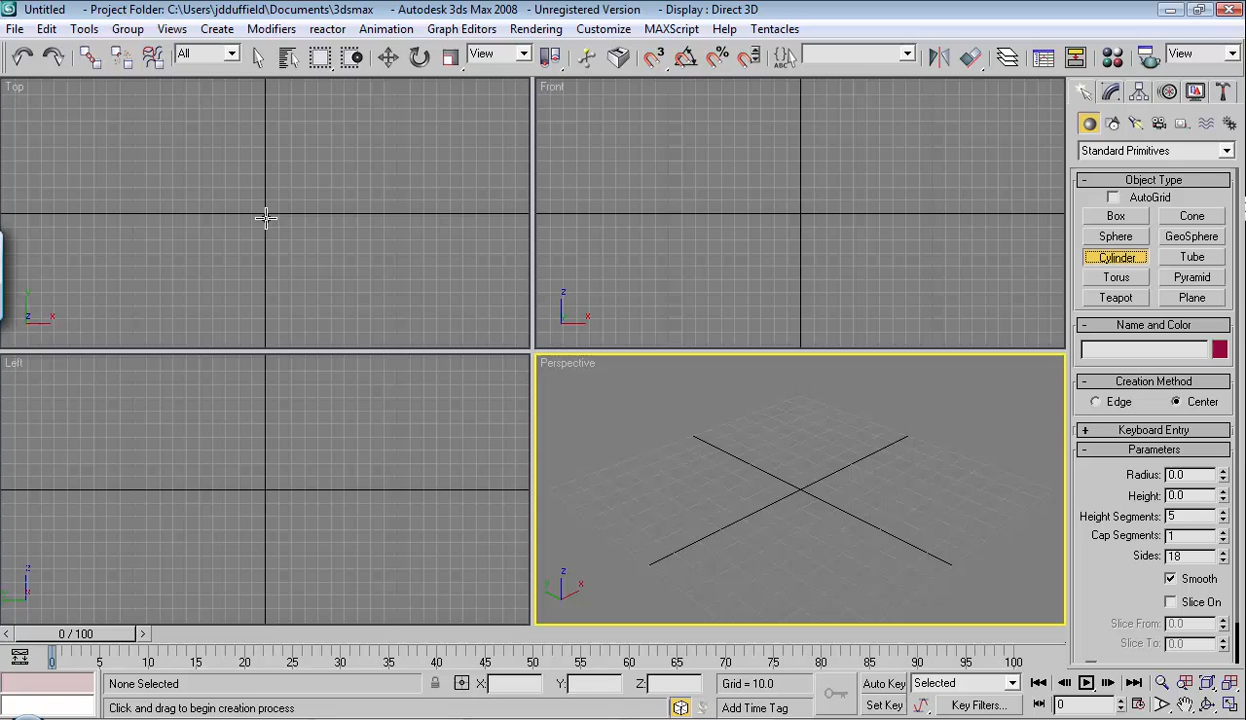 Untitled - Project Folder: C:\Users\jdduffield\Documents\3dsmax - Autodesk 3ds Max 2008 - Unregistered Version - Display : Direct 3D
File Edit Tools Group Views Create Modifiers reactor Animation Graph Editors Rendering Customize MAXScript Help Tentacles
All View View
Top
Front
Standard Primitives
Object Type
AutoGrid
Box Cone
Sphere GeoSphere
Cylinder Tube
Torus Pyramid
Teapot Plane
z x y
z x
Name and Color
Left
Perspective
Creation Method
Edge Center
Keyboard Entry
Parameters
Radius: 0.0
Height: 0.0
Height Segments: 5
Cap Segments: 1
Sides: 18
Smooth
Slice On
Slice From: 0.0
Slice To: 0.0
z
z x
0 / 100
0 5 10 15 20 25 30 35 40 45 50 55 60 65 70 75 80 85 90 95 100
None Selected X: Y: Z: Grid = 10.0 Auto Key Selected
Click and drag to begin creation process Add Time Tag Set Key Key Filters... 0